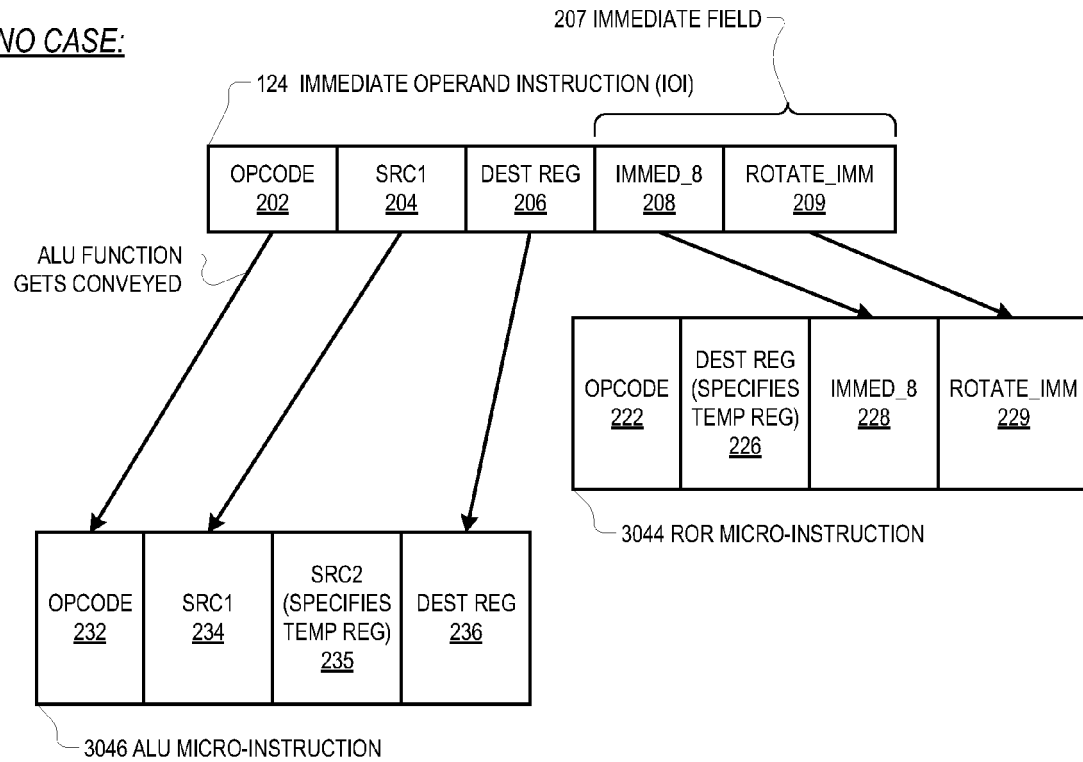 207 IMMEDIATE FIELD
NO CASE:
124 IMMEDIATE OPERAND INSTRUCTION (IOI)
OPCODE
202
SRC1
204
DEST REG
206
IMMED_8
208
ROTATE_IMM
209
ALU FUNCTION
GETS CONVEYED
OPCODE
222
DEST REG
(SPECIFIES
TEMP REG)
226
IMMED_8
228
ROTATE_IMM
229
3044 ROR MICRO-INSTRUCTION
OPCODE
232
SRC1
234
SRC2
(SPECIFIES
TEMP REG)
235
DEST REG
236
3046 ALU MICRO-INSTRUCTION